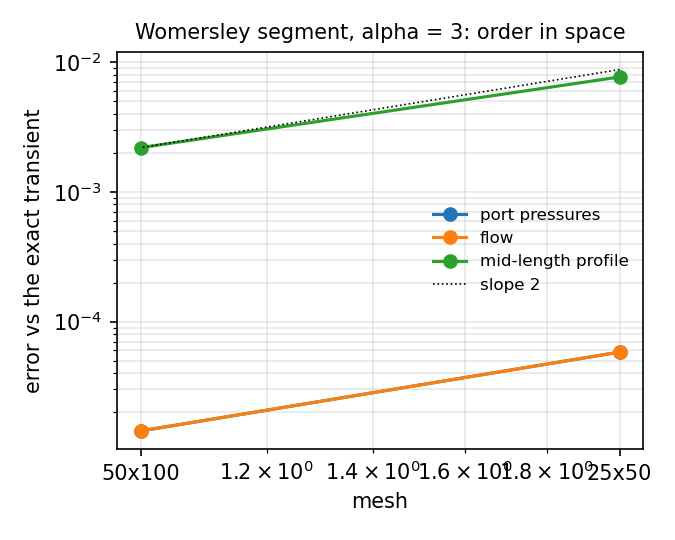 Womersley segment, alpha = 3: order in space
error vs the exact transient
10⁻²
10⁻³
10⁻⁴
port pressures
flow
mid-length profile
slope 2
50x100 1.2 × 10⁰ 1.4 × 10⁰ 1.6 × 10⁰ 1.8 × 10⁰ 25x50
mesh